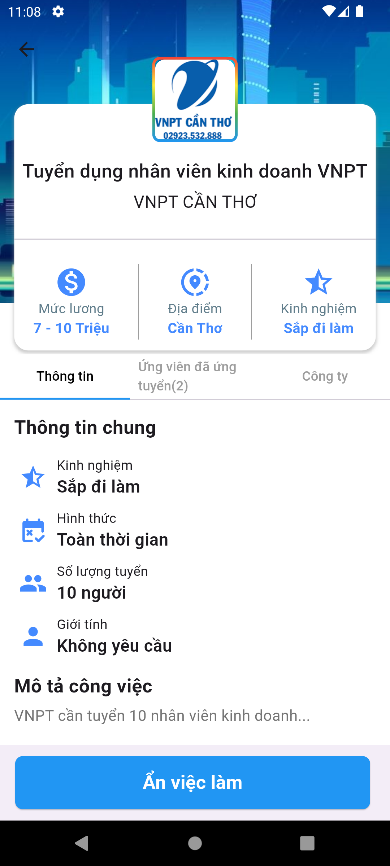 11:08
VNPT CẦN THƠ
02923.532.888
Tuyển dụng nhân viên kinh doanh VNPT
VNPT CẦN THƠ
Mức lương
7 - 10 Triệu
Địa điểm
Cần Thơ
Kinh nghiệm
Sắp đi làm
Thông tin
Ứng viên đã ứng
tuyển(2)
Công ty
Thông tin chung
Kinh nghiệm
Sắp đi làm
Hình thức
Toàn thời gian
Số lượng tuyển
10 người
Giới tính
Không yêu cầu
Mô tả công việc
VNPT cần tuyển 10 nhân viên kinh doanh...
Ẩn việc làm